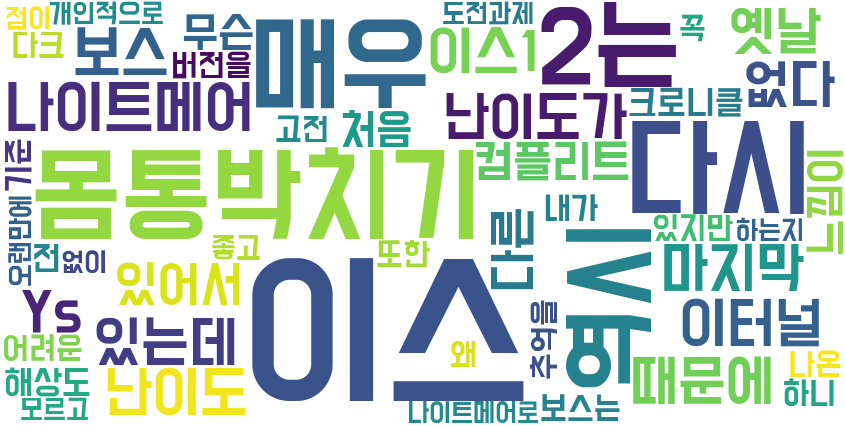 점이
개인적으로
도전과제
꼭
다크
보스
무슨
매우
이스1
2는
옛날
버전을
없다
나이트메어
고전
처음
난이도가
크로니클
컴플리트
다시
기준
몸통박치기
느낌이
오랜만에
전
없이
좋고
또한
다른
내가
있지만
하는지
역시
마지막
Ys
있어서
이스
있는데
추억을
이터널
어려운
왜
때문에
나온
해상도
난이도
하니
모르고
나이트메어로
보스는